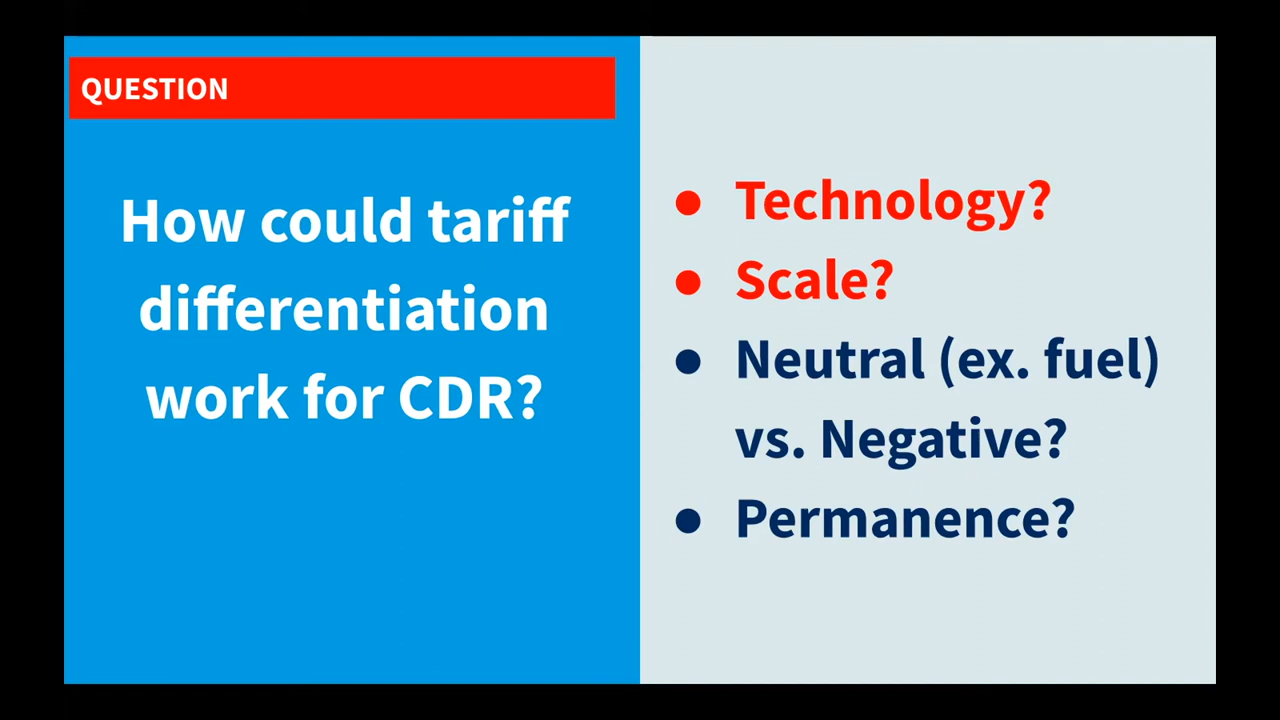 QUESTION
How could tariff
differentiation
work for CDR?
● Technology?
● Scale?
● Neutral (ex. fuel)
vs. Negative?
● Permanence?